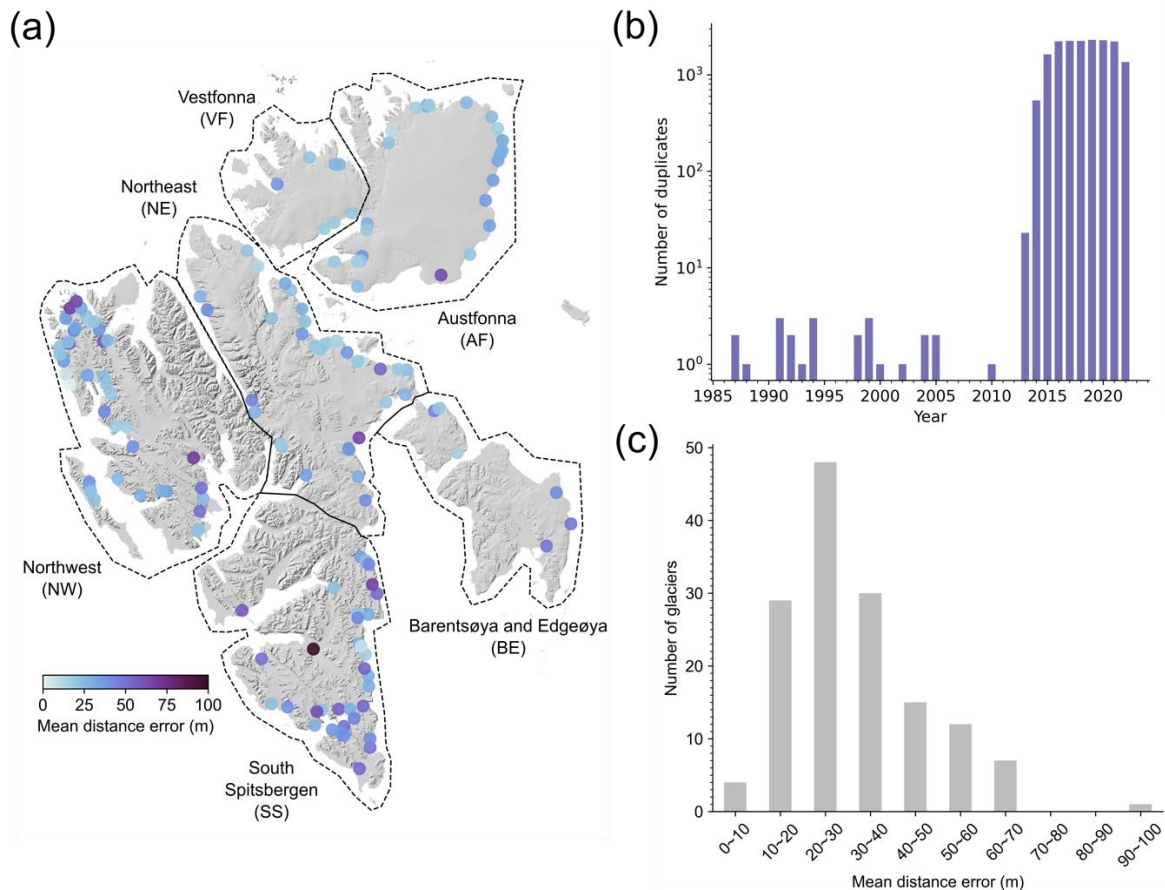 (a)
Vestfonna
(VF)
Northeast
(NE)
Austfonna
(AF)
Northwest
(NW)
Barentsøya and Edgeøya
(BE)
0 25 50 75 100
Mean distance error (m)
South
Spitsbergen
(SS)
(b)
Number of duplicates
10³
10²
10¹
10⁰
1985 1990 1995 2000 2005 2010 2015 2020
Year
(c)
Number of glaciers
50
40
30
20
10
0
0~10 10~20 20~30 30~40 40~50 50~60 60~70 70~80 80~90 90~100
Mean distance error (m)